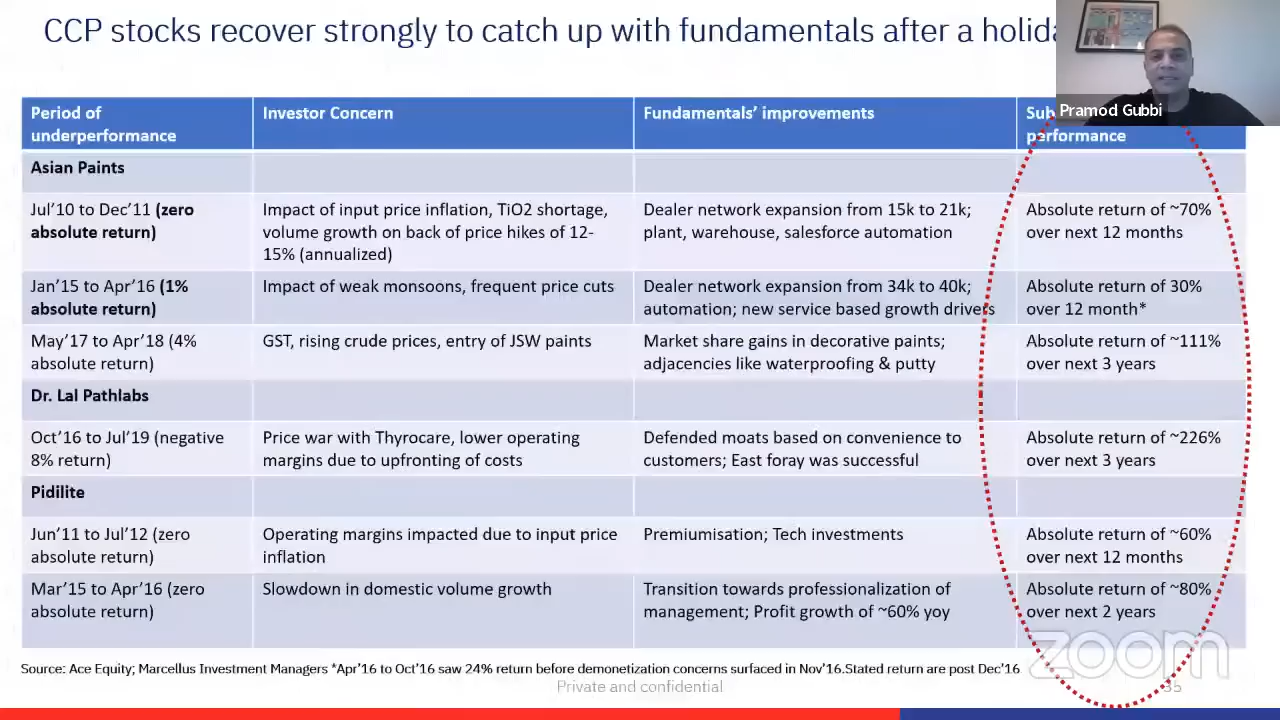 CCP stocks recover strongly to catch up with fundamentals after a
Pramod Gubbi
Period of
underperformance
Investor Concern
Fundamentals’ improvements
performance
Asian Paints
Jul’10 to Dec’11 (zero
absolute return)
Impact of input price inflation, TiO2 shortage,
volume growth on back of price hikes of 12-
15% (annualized)
Dealer network expansion from 15k to 21k;
plant, warehouse, salesforce automation
Absolute return of ~70%
over next 12 months
Jan’15 to Apr’16 (1%
absolute return)
Impact of weak monsoons, frequent price cuts
Dealer network expansion from 34k to 40k;
automation; new service based growth drivers
Absolute return of 30%
over 12 month*
May’17 to Apr’18 (4%
absolute return)
GST, rising crude prices, entry of JSW paints
Market share gains in decorative paints;
adjacencies like waterproofing & putty
Absolute return of ~111%
over next 3 years
Dr. Lal Pathlabs
Oct’16 to Jul’19 (negative
8% return)
Price war with Thyrocare, lower operating
margins due to upfronting of costs
Defended moats based on convenience to
customers; East foray was successful
Absolute return of ~226%
over next 3 years
Pidilite
Jun’11 to Jul’12 (zero
absolute return)
Operating margins impacted due to input price
inflation
Premiumisation; Tech investments
Absolute return of ~60%
over next 12 months
Mar’15 to Apr’16 (zero
absolute return)
Slowdown in domestic volume growth
Transition towards professionalization of
management; Profit growth of ~60% yoy
Absolute return of ~80%
over next 2 years
Source: Ace Equity; Marcellus Investment Managers *Apr’16 to Oct’16 saw 24% return before demonetization concerns surfaced in Nov’16.Stated return are post Dec’16
zoom
Private and confidential
35